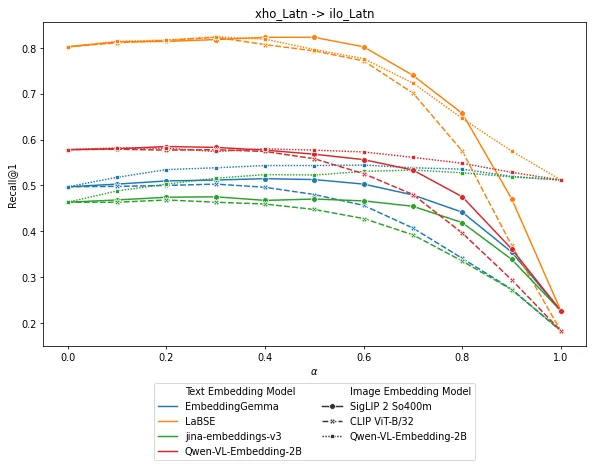 xho_Latn -> ilo_Latn
Recall@1
0.8
0.7
0.6
0.5
0.4
0.3
0.2
0.0 0.2 0.4 0.6 0.8 1.0
α
Text Embedding Model Image Embedding Model
EmbeddingGemma SigLIP 2 So400m
LaBSE CLIP ViT-B/32
jina-embeddings-v3 Qwen-VL-Embedding-2B
Qwen-VL-Embedding-2B